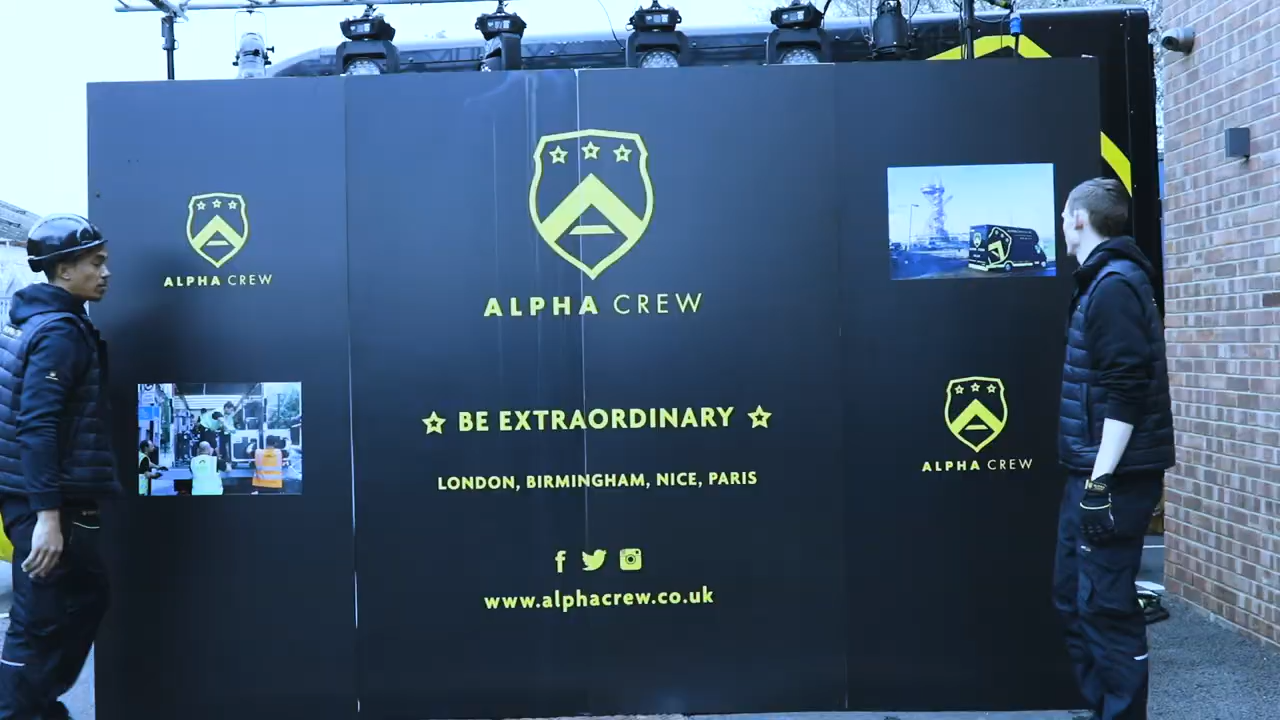 ALPHA CREW
ALPHA CREW
★ BE EXTRAORDINARY ★
LONDON, BIRMINGHAM, NICE, PARIS
www.alphacrew.co.uk
ALPHA CREW